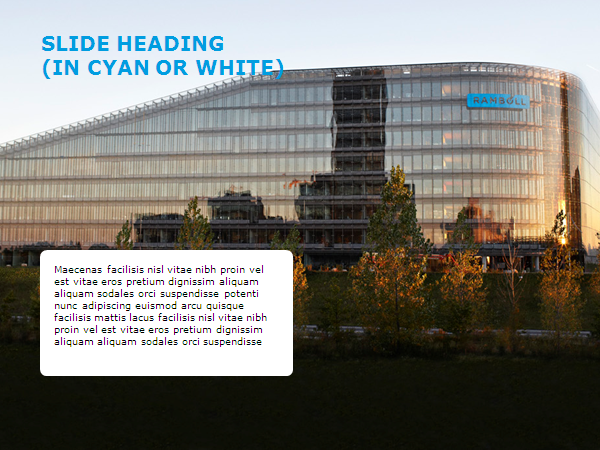 SLIDE HEADING
(IN CYAN OR WHITE)
RAMBOLL
Maecenas facilisis nisl vitae nibh proin vel
est vitae eros pretium dignissim aliquam
aliquam sodales orci suspendisse potenti
nunc adipiscing euismod arcu quisque
facilisis mattis lacus facilisis nisl vitae nibh
proin vel est vitae eros pretium dignissim
aliquam aliquam sodales orci suspendisse